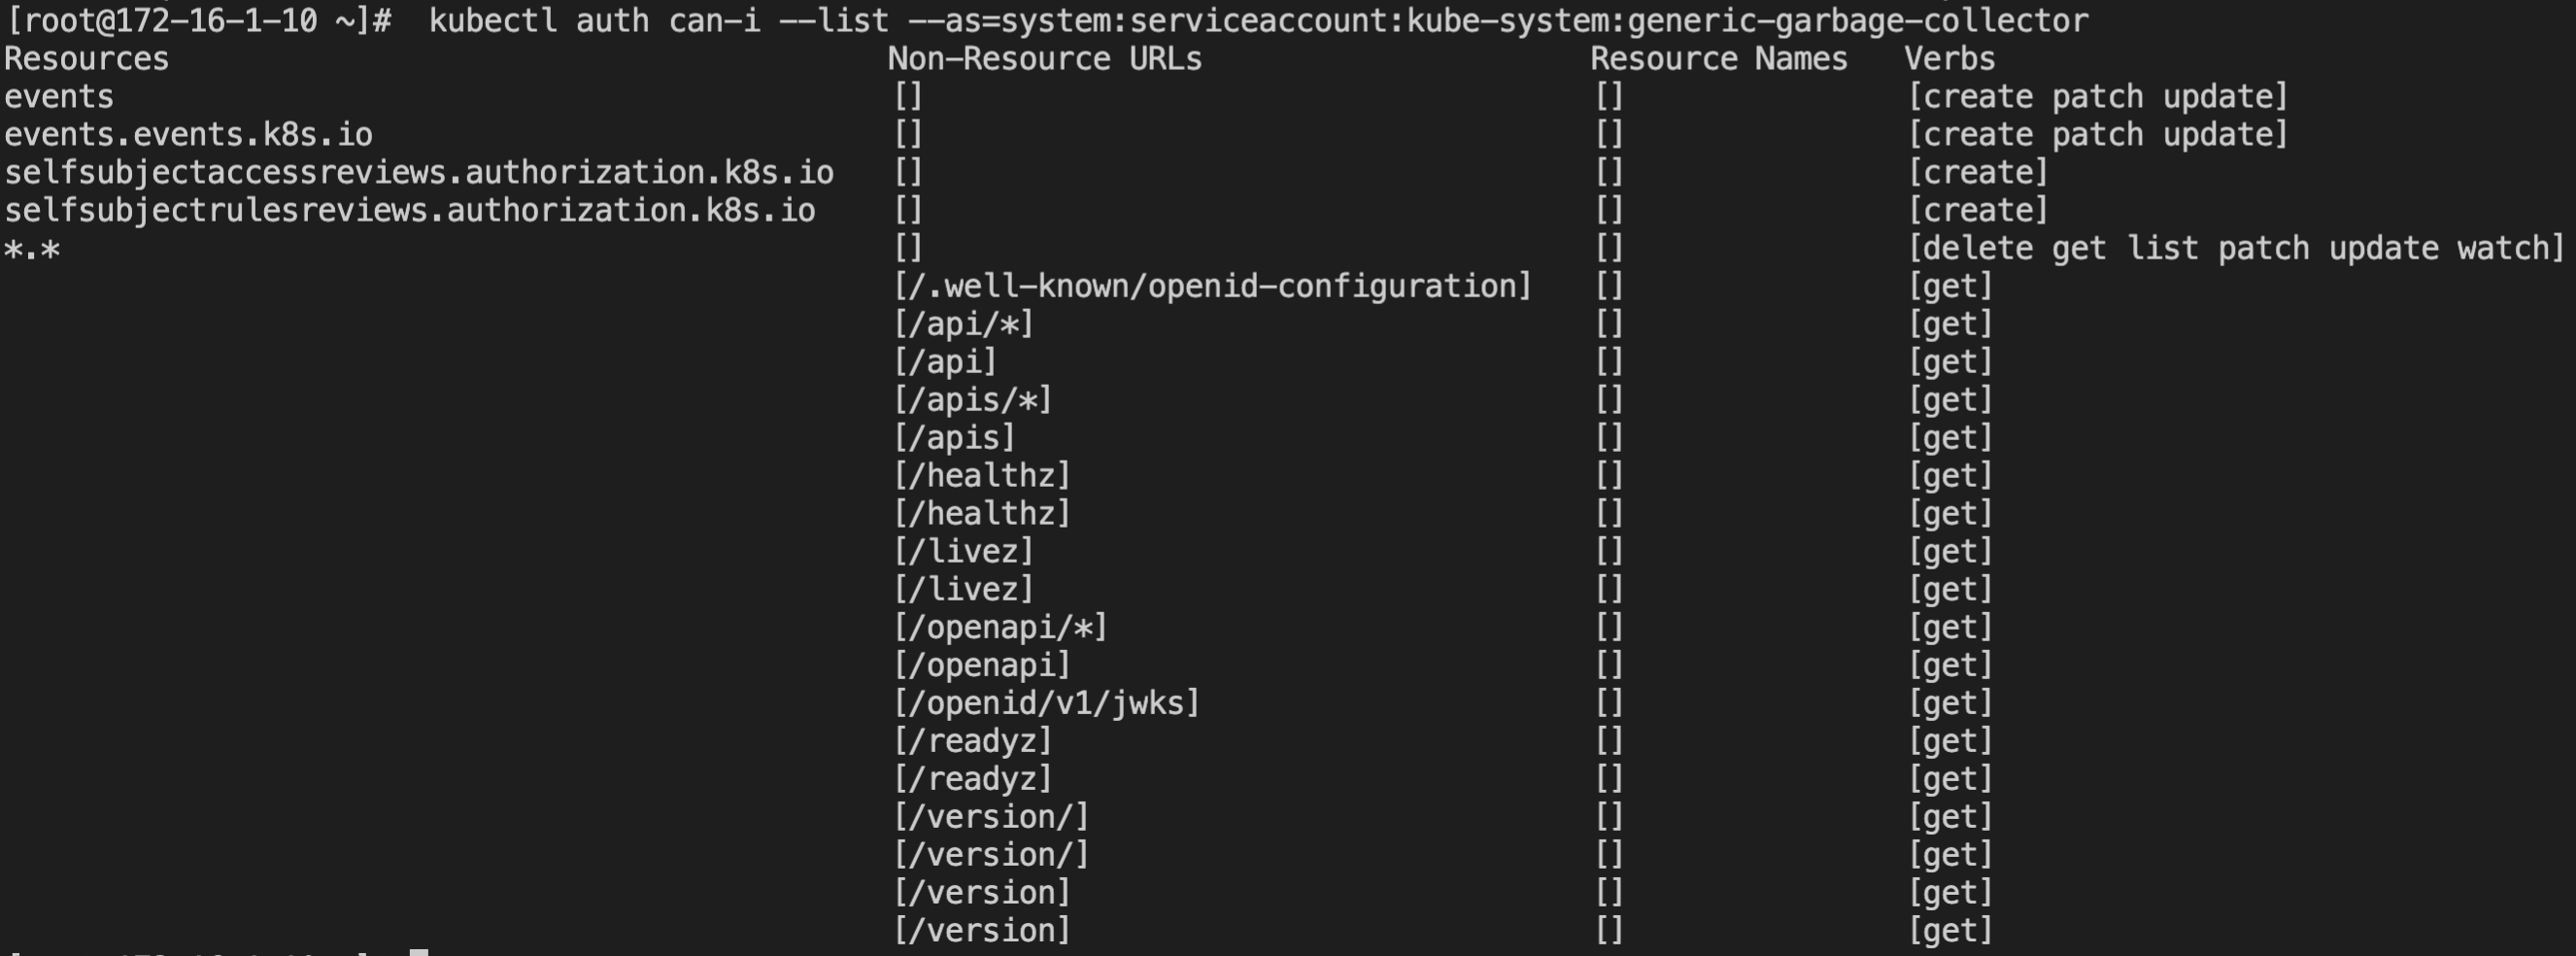 [root@172-16-1-10 ~]# kubectl auth can-i --list --as=system:serviceaccount:kube-system:generic-garbage-collector
Resources Non-Resource URLs Resource Names Verbs
events [] [] [create patch update]
events.events.k8s.io [] [] [create patch update]
selfsubjectaccessreviews.authorization.k8s.io [] [] [create]
selfsubjectrulesreviews.authorization.k8s.io [] [] [create]
*.* [] [] [delete get list patch update watch]
[/.well-known/openid-configuration] [] [get]
[/api/*] [] [get]
[/api] [] [get]
[/apis/*] [] [get]
[/apis] [] [get]
[/healthz] [] [get]
[/healthz] [] [get]
[/livez] [] [get]
[/livez] [] [get]
[/openapi/*] [] [get]
[/openapi] [] [get]
[/openid/v1/jwks] [] [get]
[/readyz] [] [get]
[/readyz] [] [get]
[/version/] [] [get]
[/version/] [] [get]
[/version] [] [get]
[/version] [] [get]